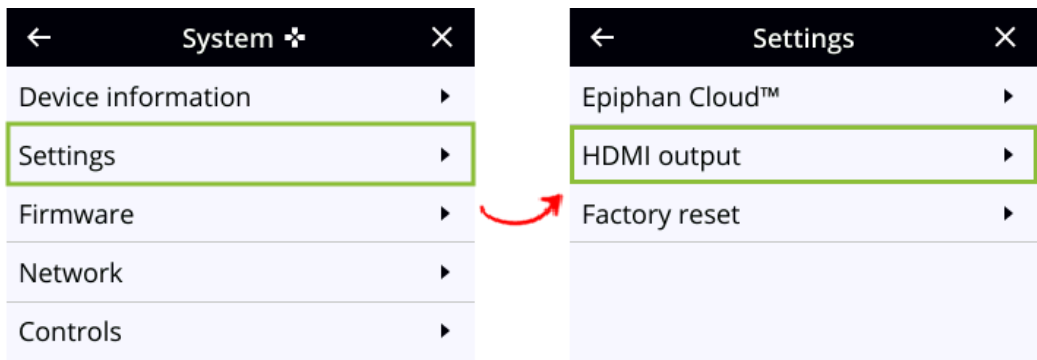 System
Device information
Settings
Firmware
Network
Controls
Settings
Epiphan Cloud™
HDMI output
Factory reset